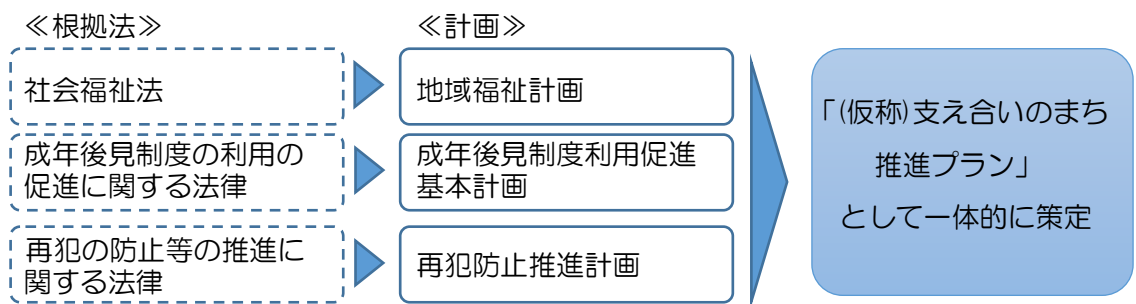 ≪根拠法≫
≪計画≫
社会福祉法
地域福祉計画
成年後見制度の利用の
促進に関する法律
成年後見制度利用促進
基本計画
再犯の防止等の推進に
関する法律
再犯防止推進計画
「(仮称)支え合いのまち
推進プラン」
として一体的に策定